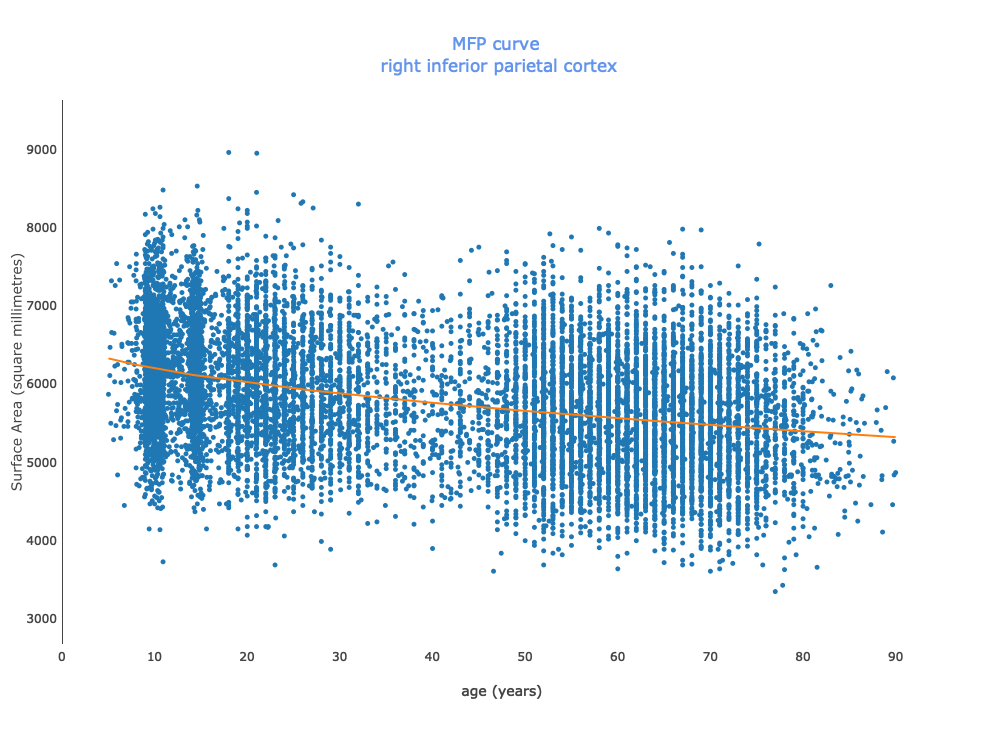 MFP curve
right inferior parietal cortex
Surface Area (square millimetres)
9000
8000
7000
6000
5000
4000
3000
0 10 20 30 40 50 60 70 80 90
age (years)